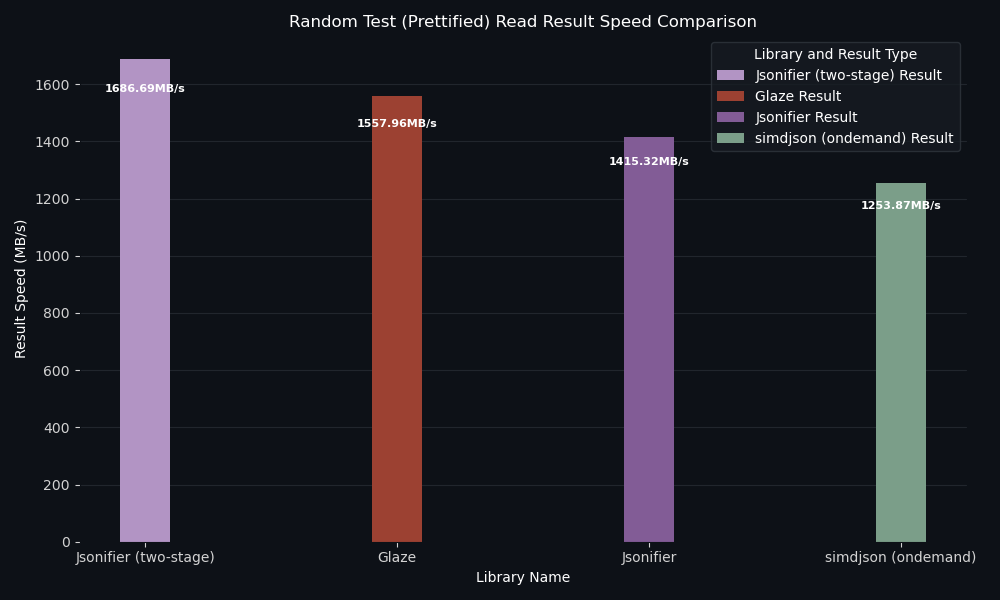 Random Test (Prettified) Read Result Speed Comparison
Library and Result Type
Jsonifier (two-stage) Result
Glaze Result
Jsonifier Result
simdjson (ondemand) Result
1686.69MB/s
1557.96MB/s
1415.32MB/s
1253.87MB/s
Result Speed (MB/s)
1600
1400
1200
1000
800
600
400
200
0
Jsonifier (two-stage)
Glaze
Jsonifier
simdjson (ondemand)
Library Name